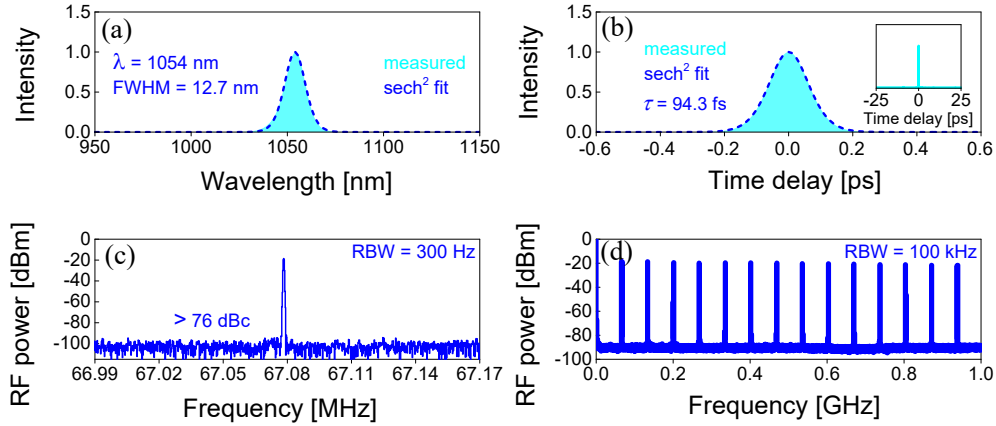 (a)
Intensity
1.5
1.0
0.5
0.0
λ = 1054 nm
FWHM = 12.7 nm
measured
sech² fit
950
1000
1050
1100
1150
Wavelength [nm]
(b)
Intensity
1.5
1.0
0.5
0.0
measured
sech² fit
τ = 94.3 fs
-25
0
25
Time delay [ps]
-0.6
-0.4
-0.2
0.0
0.2
0.4
0.6
Time delay [ps]
(c)
RF power [dBm]
0
-20
-40
-60
-80
-100
RBW = 300 Hz
> 76 dBc
66.99
67.02
67.05
67.08
67.11
67.14
67.17
Frequency [MHz]
(d)
RF power [dBm]
0
-20
-40
-60
-80
-100
RBW = 100 kHz
0.0
0.2
0.4
0.6
0.8
1.0
Frequency [GHz]